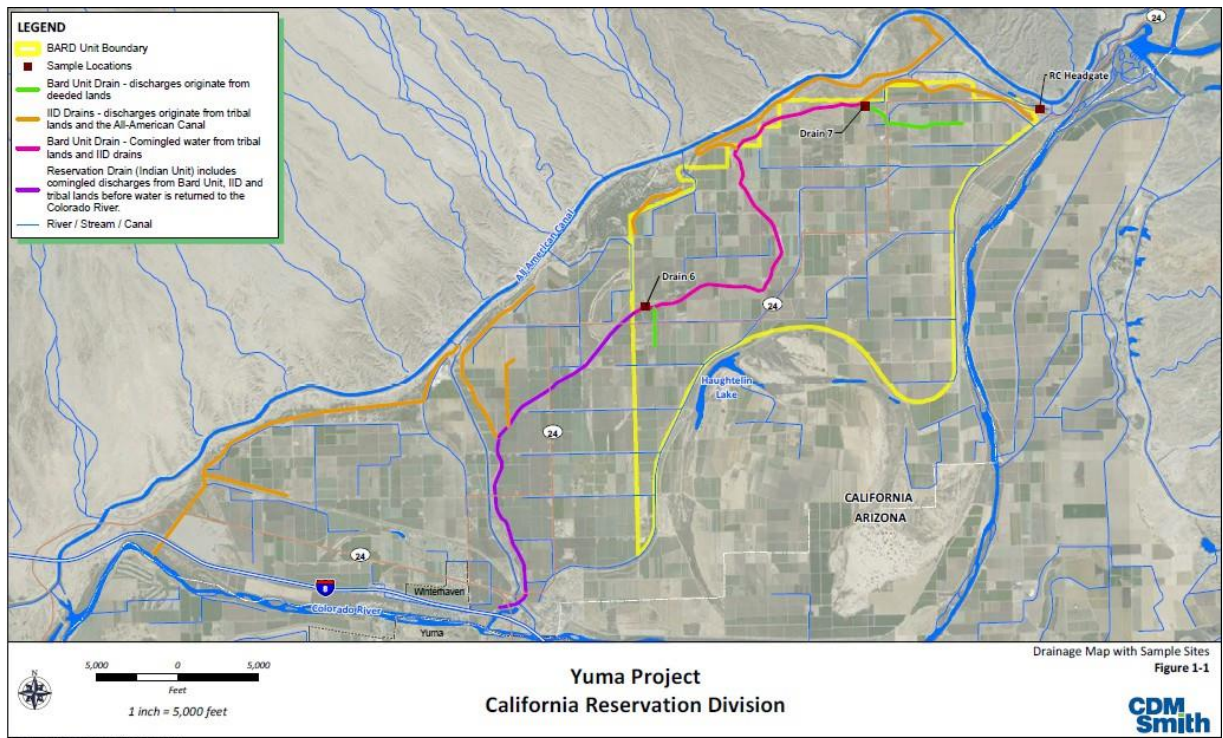 LEGEND
BARD Unit Boundary
Sample Locations
Bard Unit Drain - discharges originate from
deeded lands
IID Drains - discharges originate from tribal
lands and the All-American Canal
Bard Unit Drain - Comingled water from tribal
lands and IID drains
Reservation Drain (Indian Unit) includes
comingled discharges from Bard Unit, IID and
tribal lands before water is returned to the
Colorado River.
River / Stream / Canal
24
RC Headgate
Drain 7
All American Canal
Drain 6
24
Haughtelin
Lake
24
CALIFORNIA
ARIZONA
24
8
Winterhaven
Colorado River
Yuma
N
5,000 0 5,000
Feet
1 inch = 5,000 feet
Yuma Project
California Reservation Division
Drainage Map with Sample Sites
Figure 1-1
CDM
Smith